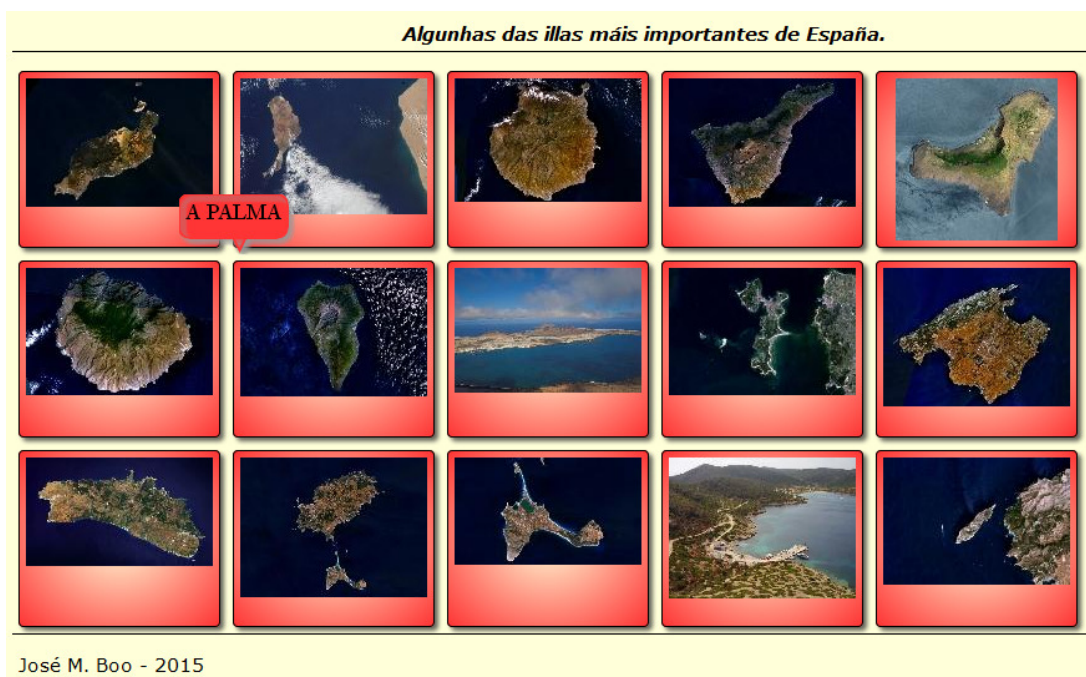 Algunhas das illas máis importantes de España.
A PALMA
José M. Boo - 2015